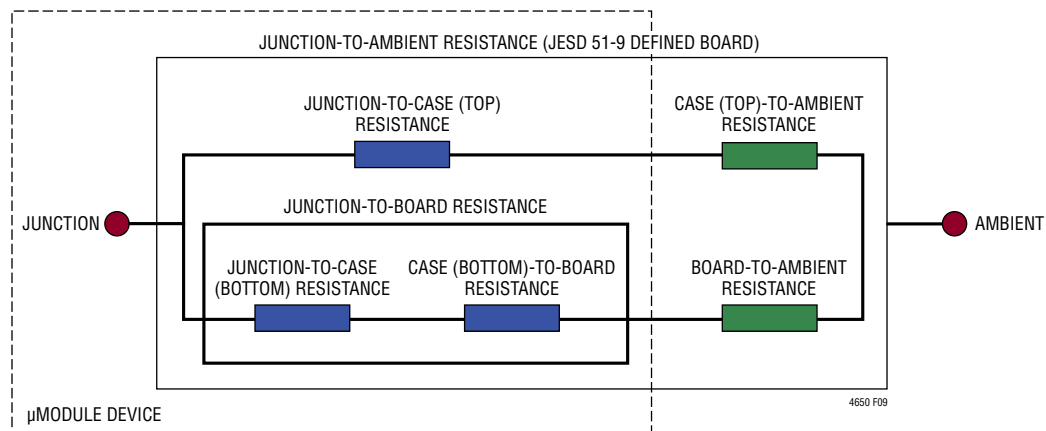 JUNCTION-TO-AMBIENT RESISTANCE (JESD 51-9 DEFINED BOARD)
JUNCTION-TO-CASE (TOP)
RESISTANCE
CASE (TOP)-TO-AMBIENT
RESISTANCE
JUNCTION-TO-BOARD RESISTANCE
JUNCTION
AMBIENT
JUNCTION-TO-CASE
(BOTTOM) RESISTANCE
CASE (BOTTOM)-TO-BOARD
RESISTANCE
BOARD-TO-AMBIENT
RESISTANCE
4650 F09
µMODULE DEVICE